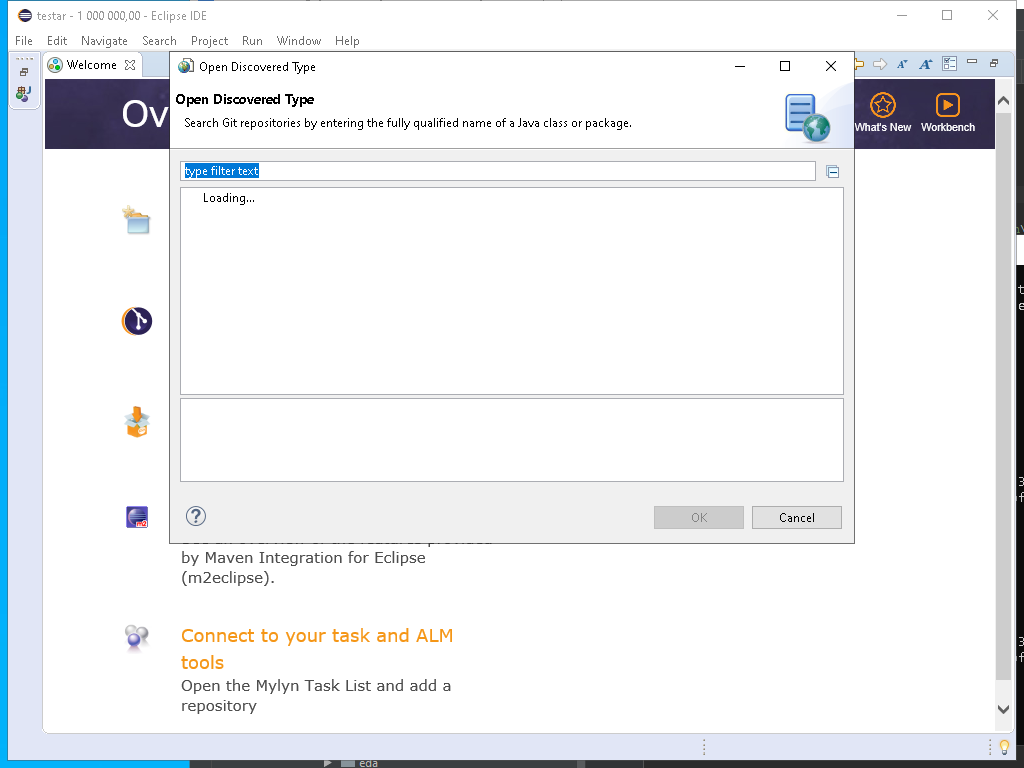 testar - 1 000 000,00 - Eclipse IDE
File Edit Navigate Search Project Run Window Help
Welcome
Open Discovered Type
Open Discovered Type
Search Git repositories by entering the fully qualified name of a Java class or package.
Ov
What's New
Workbench
type filter text
Loading...
OK
Cancel
by Maven Integration for Eclipse
(m2eclipse).
Connect to your task and ALM
tools
Open the Mylyn Task List and add a
repository
eda